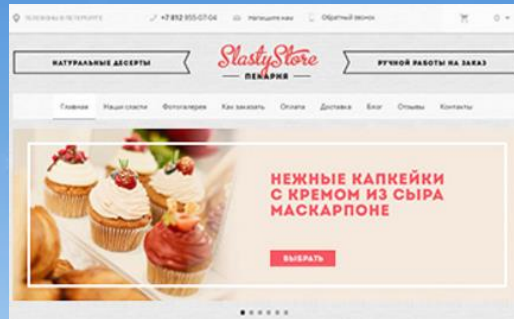 ТЕЛЕФОНЫ В ПЕТЕРБУРГЕ
+7 812 955-07-04
Напишите нам
Обратный звонок
0
НАТУРАЛЬНЫЕ ДЕСЕРТЫ
SlastyStore
ПЕКАРНЯ
РУЧНОЙ РАБОТЫ НА ЗАКАЗ
Главная Наши сласти Фотогалерея Как заказать Оплата Доставка Блог Отзывы Контакты
НЕЖНЫЕ КАПКЕЙКИ
С КРЕМОМ ИЗ СЫРА
МАСКАРПОНЕ
ВЫБРАТЬ